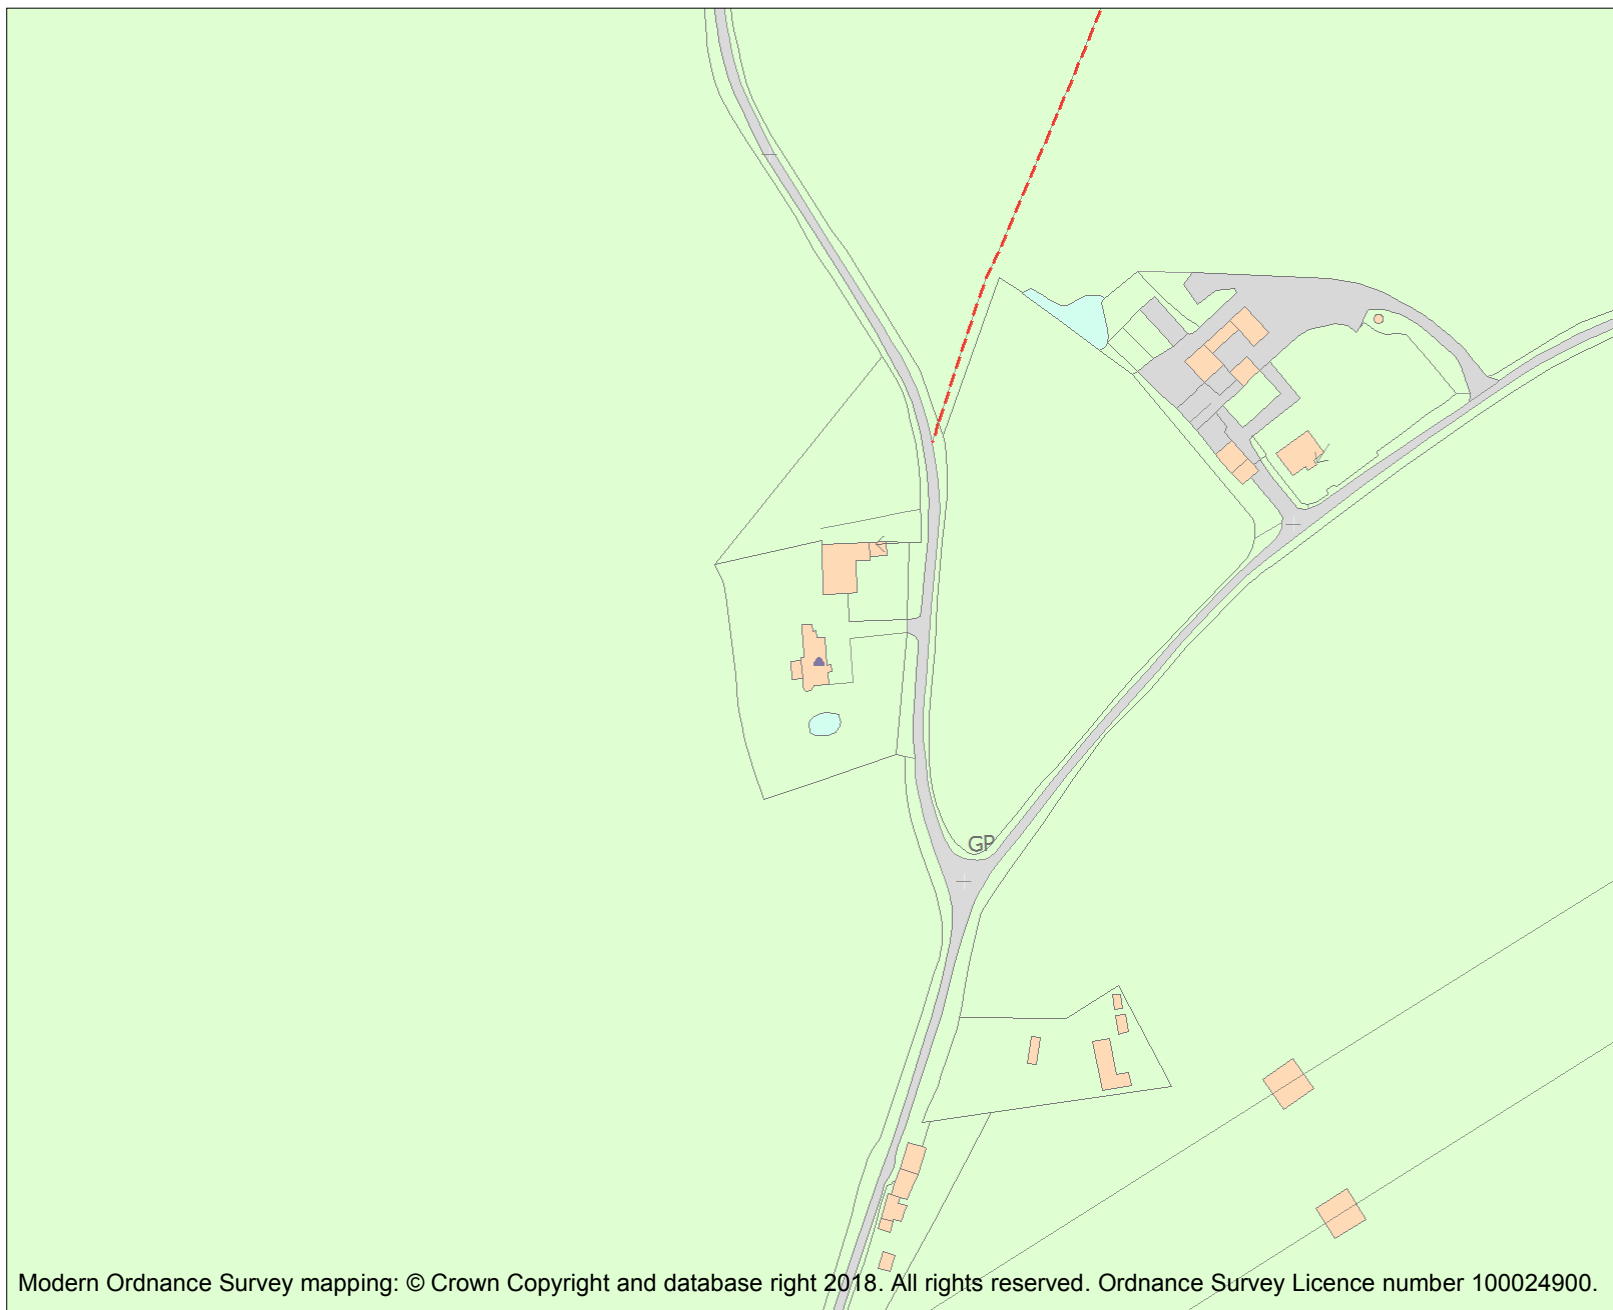 GP
Modern Ordnance Survey mapping: © Crown Copyright and database right 2018. All rights reserved. Ordnance Survey Licence number 100024900.